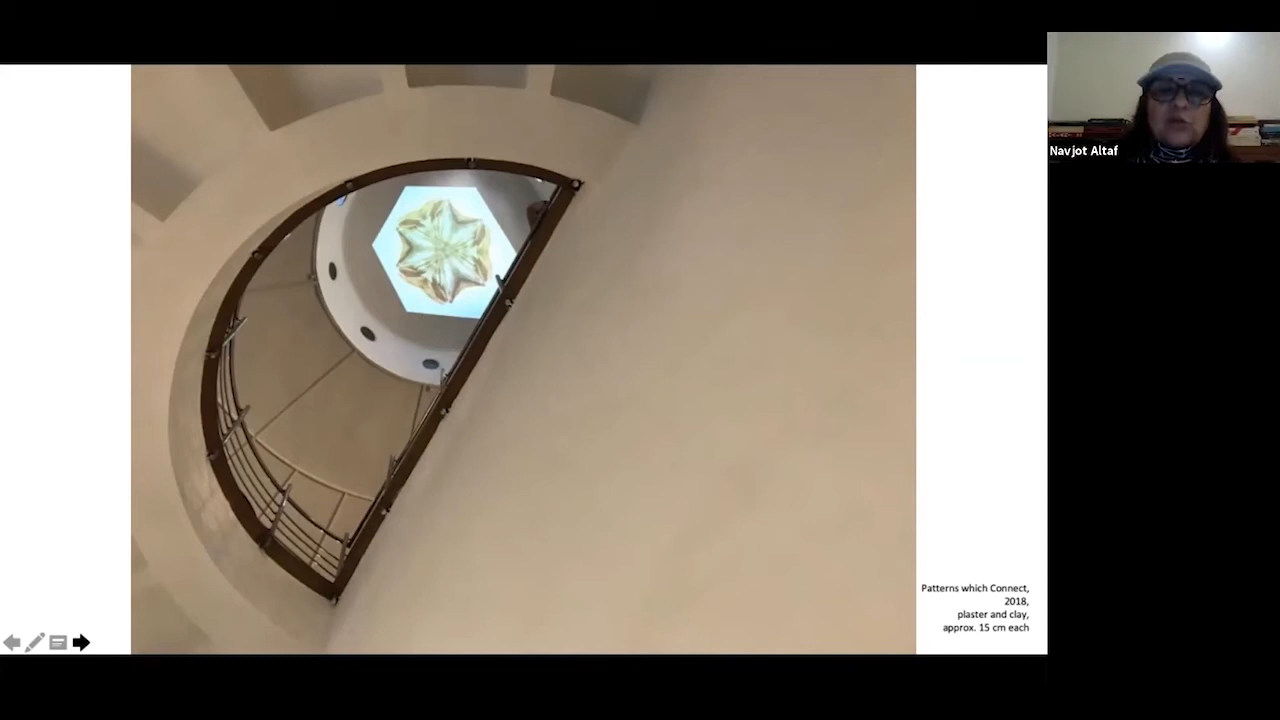 Navjot Altaf
Patterns which Connect,
2018,
plaster and clay,
approx. 15 cm each